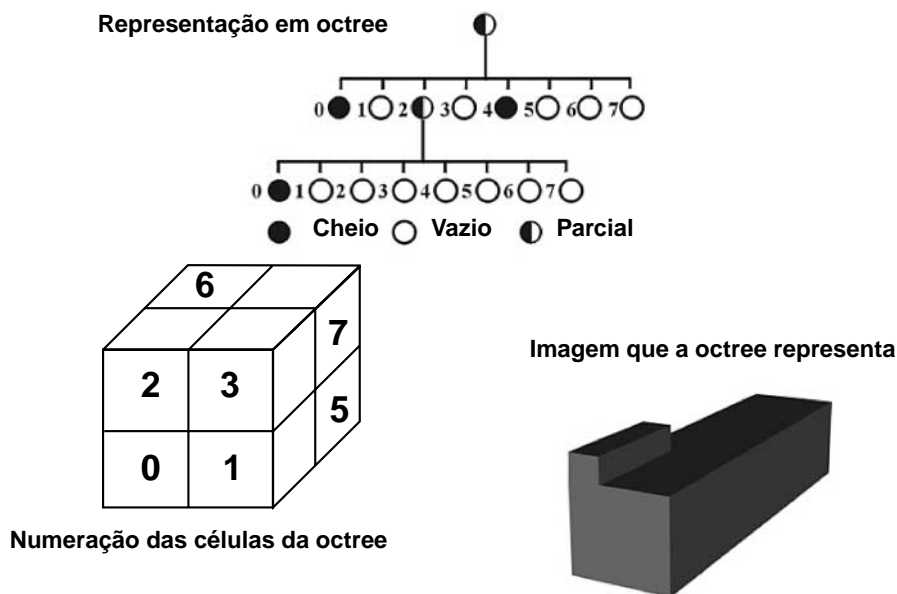 Representação em octree
0 1 2 3 4 5 6 7
0 1 2 3 4 5 6 7
Cheio Vazio Parcial
6
7
2 3
5
0 1
Imagem que a octree representa
Numeração das células da octree